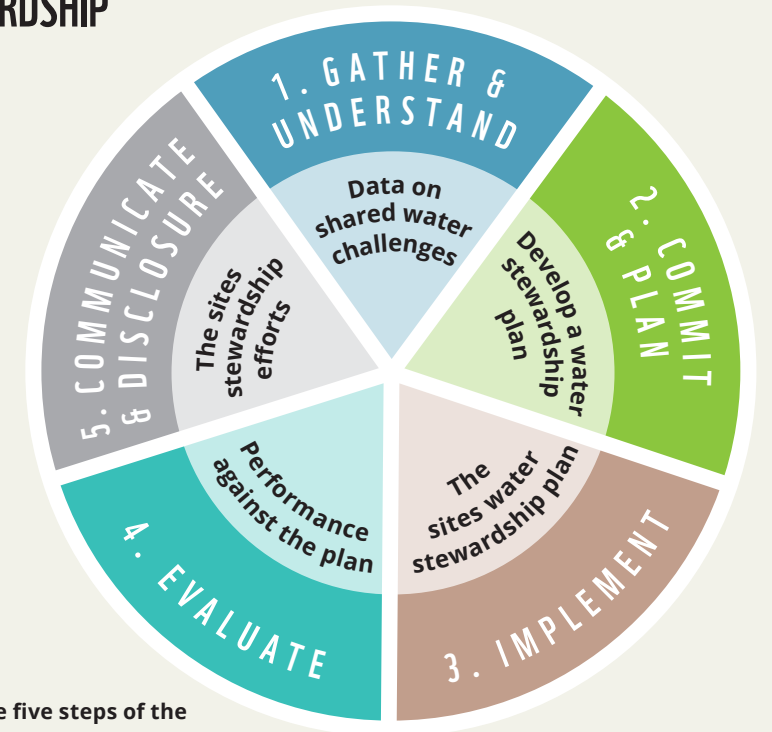 1. GATHER &
UNDERSTAND
Data on
shared water
challenges
2. COMMIT
& PLAN
Develop a water
stewardship
plan
3. IMPLEMENT
The
sites water
stewardship plan
4. EVALUATE
Performance
against the plan
5. COMMUNICATE
& DISCLOSURE
The sites
stewardship
efforts
five steps of the